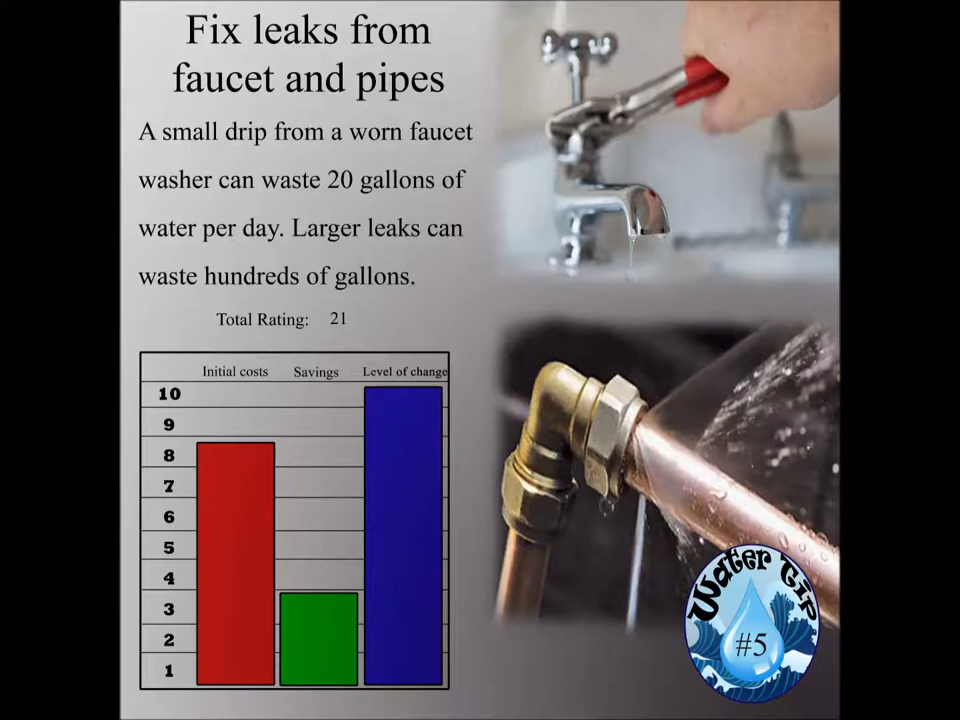 Fix leaks from
faucet and pipes
A small drip from a worn faucet
washer can waste 20 gallons of
water per day. Larger leaks can
waste hundreds of gallons.
Total Rating: 21
Initial costs Savings Level of change
10
9
8
7
6
5
4
3
2
1
Water Tip
#5